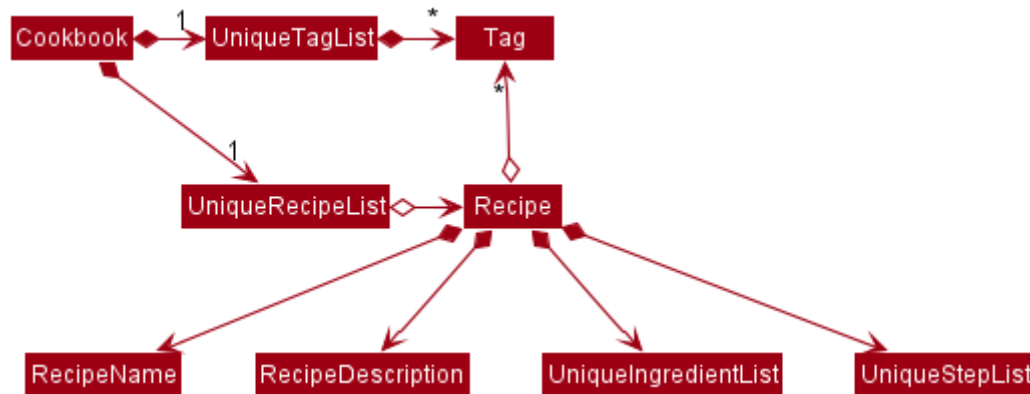 Cookbook
1
UniqueTagList
*
Tag
*
1
UniqueRecipeList
Recipe
RecipeName
RecipeDescription
UniqueIngredientList
UniqueStepList